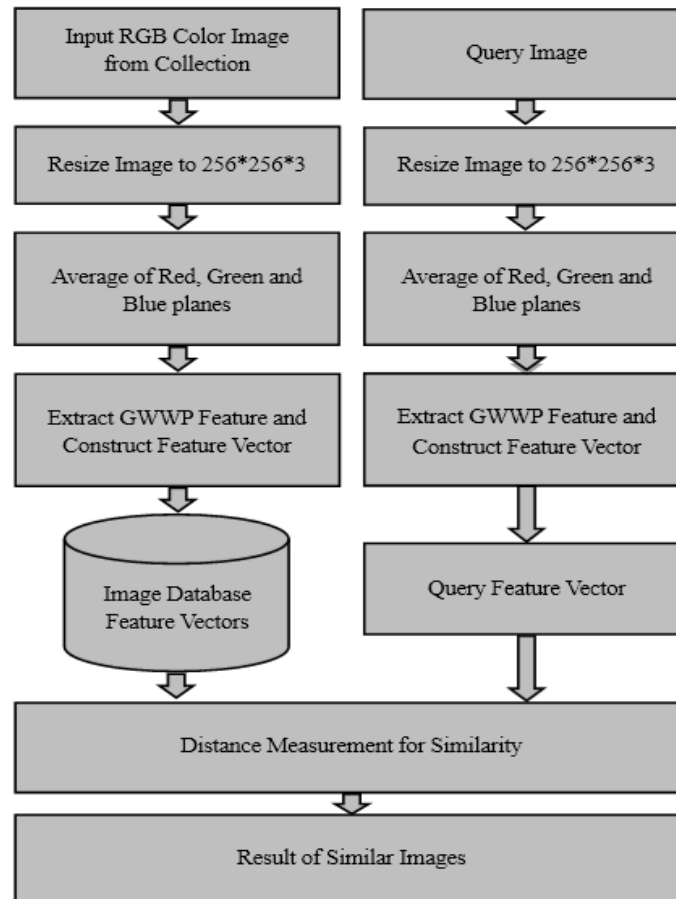 Input RGB Color Image
from Collection
Query Image
Resize Image to 256*256*3
Resize Image to 256*256*3
Average of Red, Green and
Blue planes
Average of Red, Green and
Blue planes
Extract GWWP Feature and
Construct Feature Vector
Extract GWWP Feature and
Construct Feature Vector
Image Database
Feature Vectors
Query Feature Vector
Distance Measurement for Similarity
Result of Similar Images